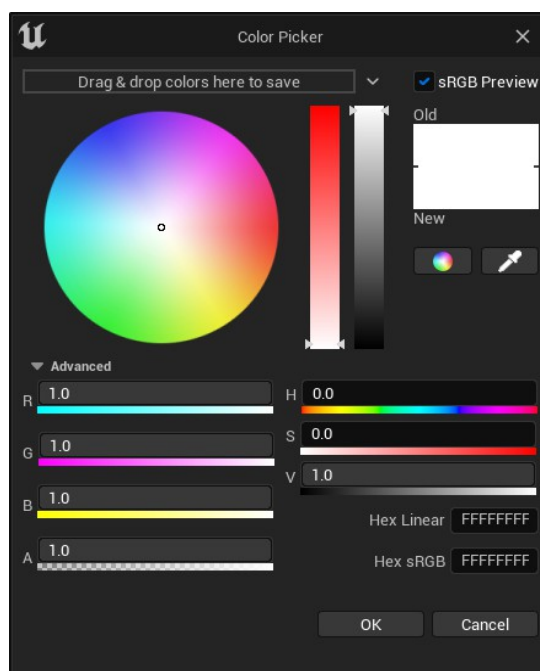 Color Picker
Drag & drop colors here to save
sRGB Preview
Old
New
Advanced
R 1.0
H 0.0
G 1.0
S 0.0
V 1.0
B 1.0
Hex Linear FFFFFFFF
A 1.0
Hex sRGB FFFFFFFF
OK Cancel